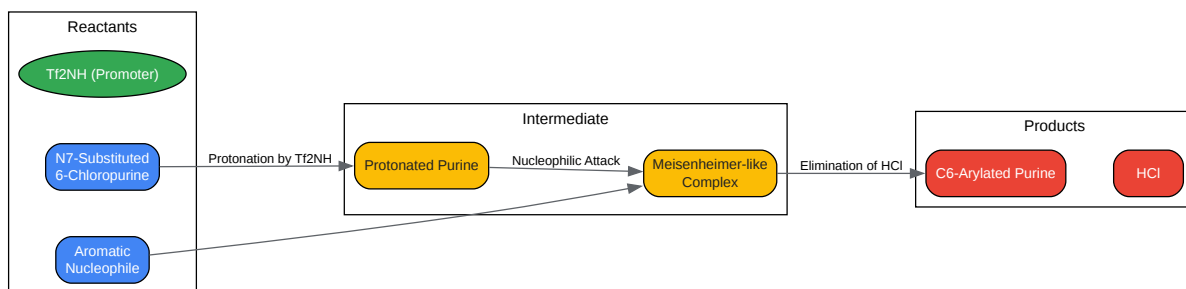 Reactants
Tf2NH (Promoter)
N7-Substituted
6-Chloropurine
Aromatic
Nucleophile
Protonation by Tf2NH
Intermediate
Protonated Purine
Nucleophilic Attack
Meisenheimer-like
Complex
Elimination of HCl
Products
C6-Arylated Purine
HCl